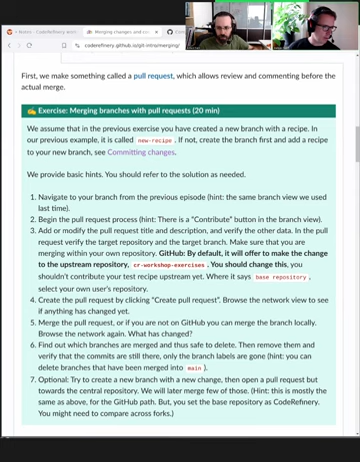 Merging changes and con
coderefinery.github.io/git-intro/merging/
First, we make something called a pull request, which allows review and commenting before the
actual merge.
Exercise: Merging branches with pull requests (20 min)
We assume that in the previous exercise you have created a new branch with a recipe. In
our previous example, it is called new-recipe . If not, create the branch first and add a recipe
to your new branch, see Committing changes.
We provide basic hints. You should refer to the solution as needed.
1. Navigate to your branch from the previous episode (hint: the same branch view we used
last time).
2. Begin the pull request process (hint: There is a "Contribute" button in the branch view).
3. Add or modify the pull request title and description, and verify the other data. In the pull
request verify the target repository and the target branch. Make sure that you are
merging within your own repository. GitHub: By default, it will offer to make the change
to the upstream repository, cr-workshop-exercises . You should change this, you
shouldn't contribute your test recipe upstream yet. Where it says base repository ,
select your own user's repository.
4. Create the pull request by clicking "Create pull request". Browse the network view to see
if anything has changed yet.
5. Merge the pull request, or if you are not on GitHub you can merge the branch locally.
Browse the network again. What has changed?
6. Find out which branches are merged and thus safe to delete. Then remove them and
verify that the commits are still there, only the branch labels are gone (hint: you can
delete branches that have been merged into main ).
7. Optional: Try to create a new branch with a new change, then open a pull request but
towards the central repository. We will later merge few of those. (Hint: this is mostly the
same as above, for the GitHub path. But, you set the base repository as CodeRefinery.
You might need to compare across forks.)